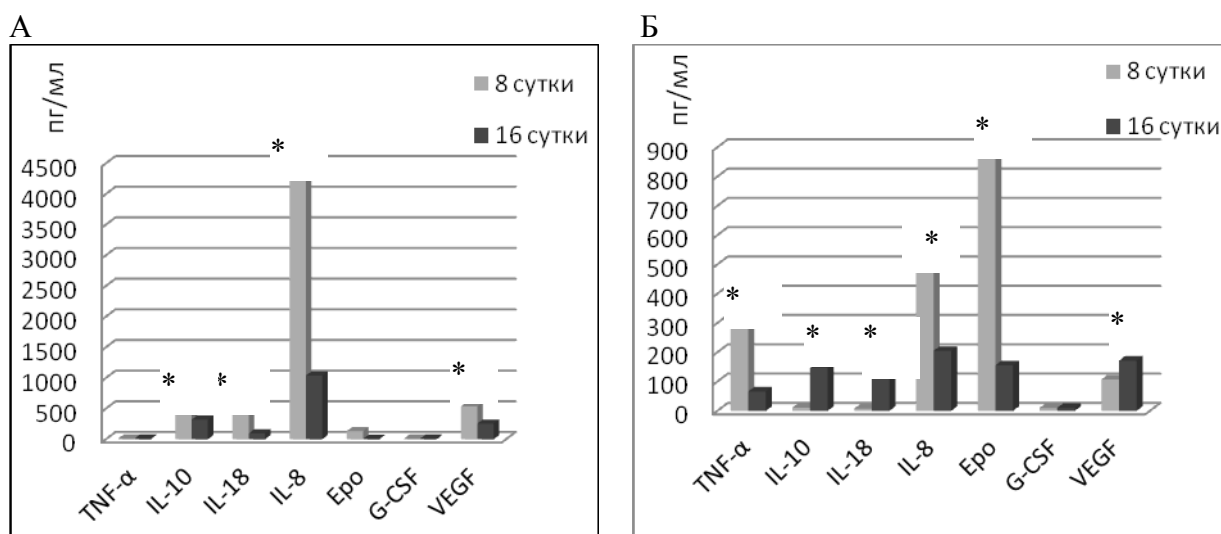 А
пг/мл
8 сутки
16 сутки
4500
4000
3500
3000
2500
2000
1500
1000
500
0
* * * *
TNF-α IL-10 IL-18 IL-8 Epo G-CSF VEGF
Б
пг/мл
8 сутки
16 сутки
900
800
700
600
500
400
300
200
100
0
* * * * * *
TNF-α IL-10 IL-18 IL-8 Epo G-CSF VEGF